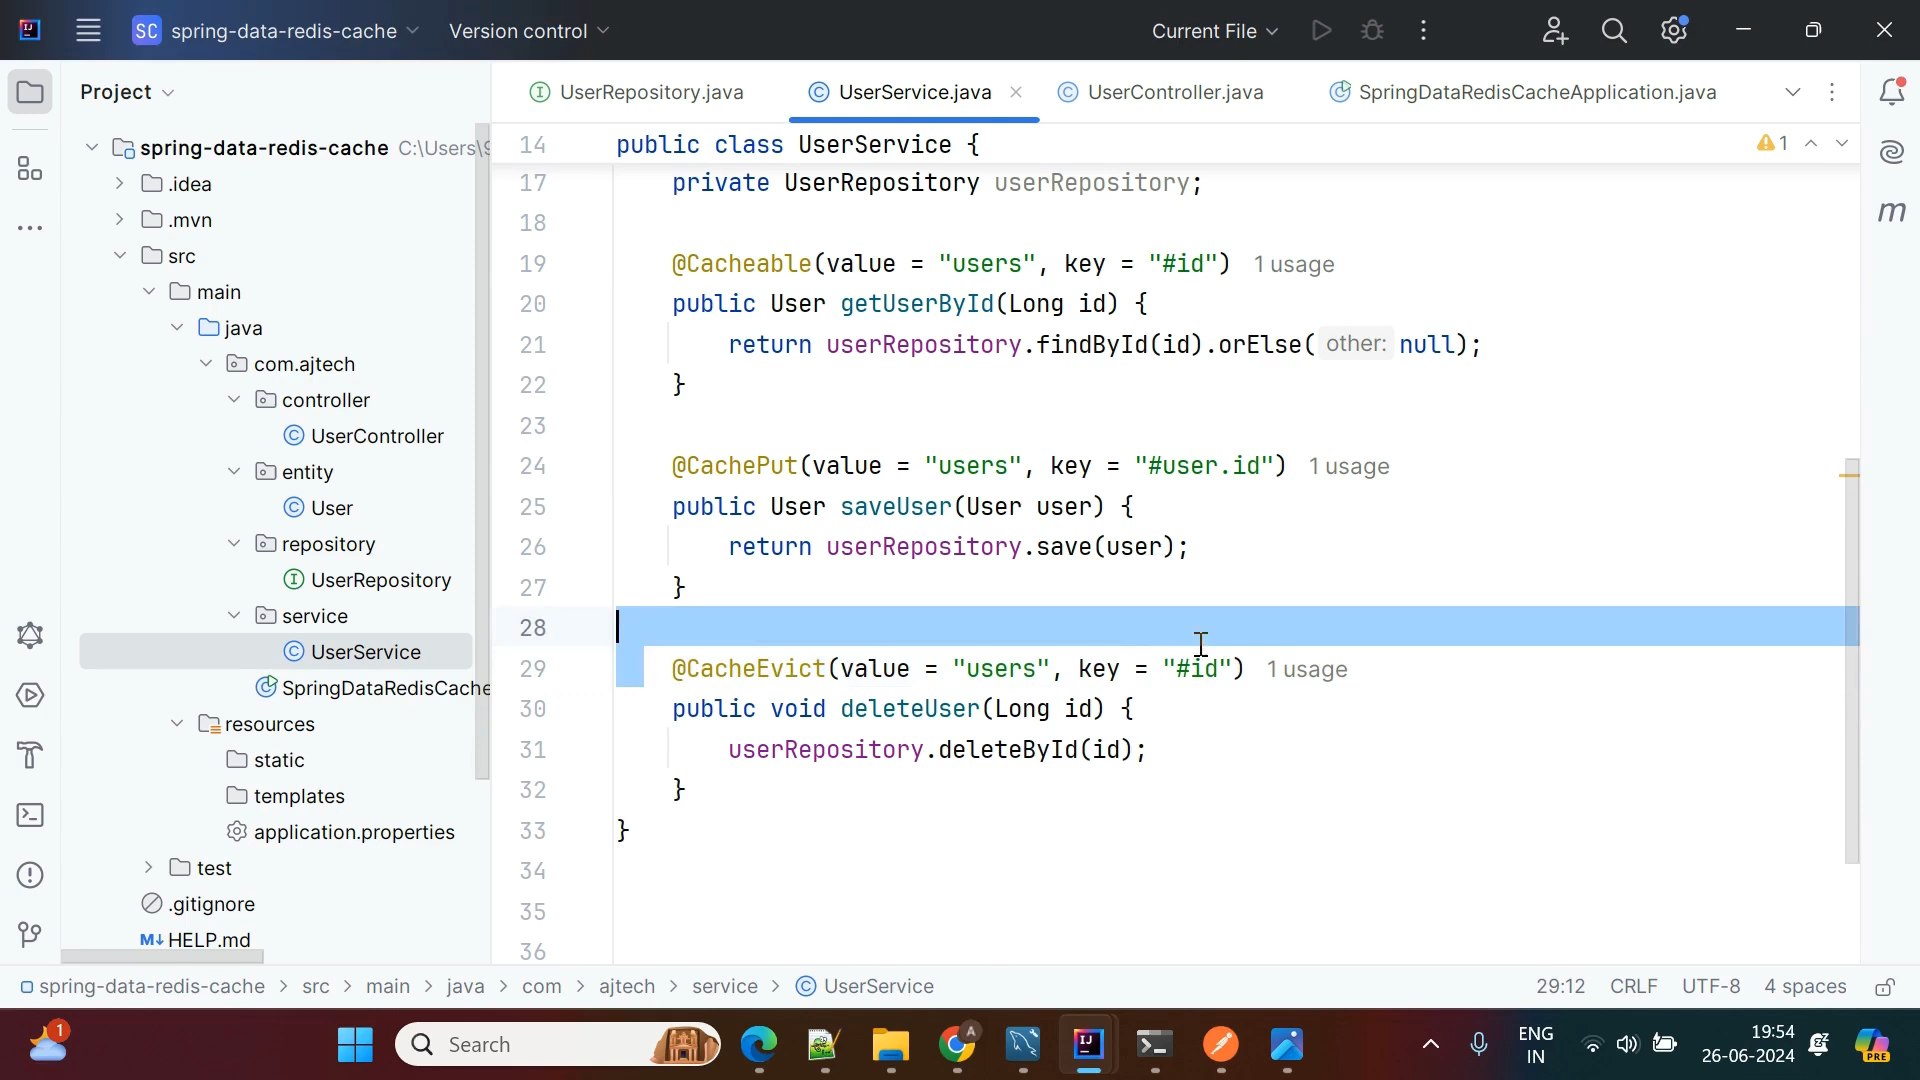 SC spring-data-redis-cache Version control Current File
Project
UserRepository.java UserService.java UserController.java SpringDataRedisCacheApplication.java
spring-data-redis-cache C:\Users\9
.idea
.mvn
src
main
java
com.ajtech
controller
UserController
entity
User
repository
UserRepository
service
UserService
SpringDataRedisCache
resources
static
templates
application.properties
test
.gitignore
M↓ HELP.md
14 public class UserService { 1
17 private UserRepository userRepository;
18
19 @Cacheable(value = "users", key = "#id") 1 usage
20 public User getUserById(Long id) {
21 return userRepository.findById(id).orElse( other: null);
22 }
23
24 @CachePut(value = "users", key = "#user.id") 1 usage
25 public User saveUser(User user) {
26 return userRepository.save(user);
27 }
28
29 @CacheEvict(value = "users", key = "#id") 1 usage
30 public void deleteUser(Long id) {
31 userRepository.deleteById(id);
32 }
33 }
34
35
36
spring-data-redis-cache > src > main > java > com > ajtech > service > UserService 29:12 CRLF UTF-8 4 spaces
1 Search ENG IN 19:54 26-06-2024 PRE